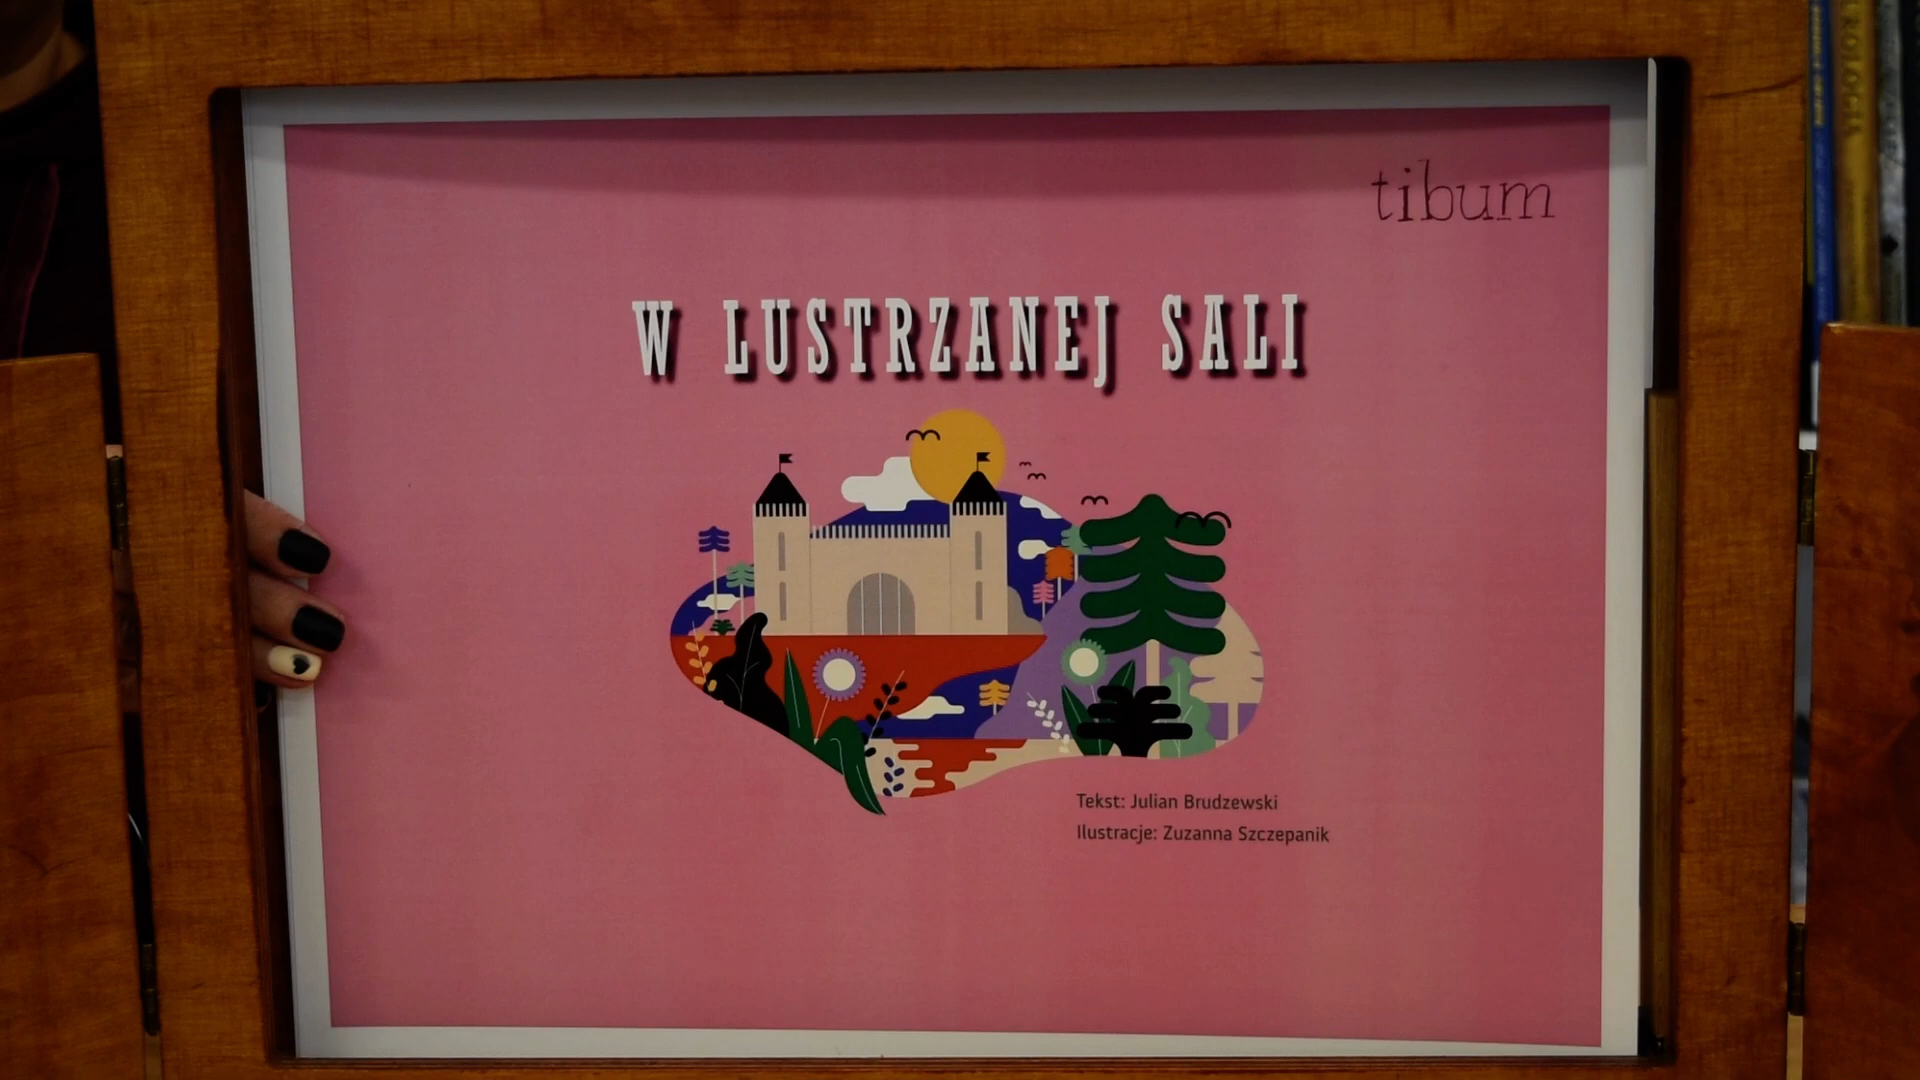 tibum
W LUSTRZANEJ SALI
Tekst: Julian Brudzewski
Ilustracje: Zuzanna Szczepanik